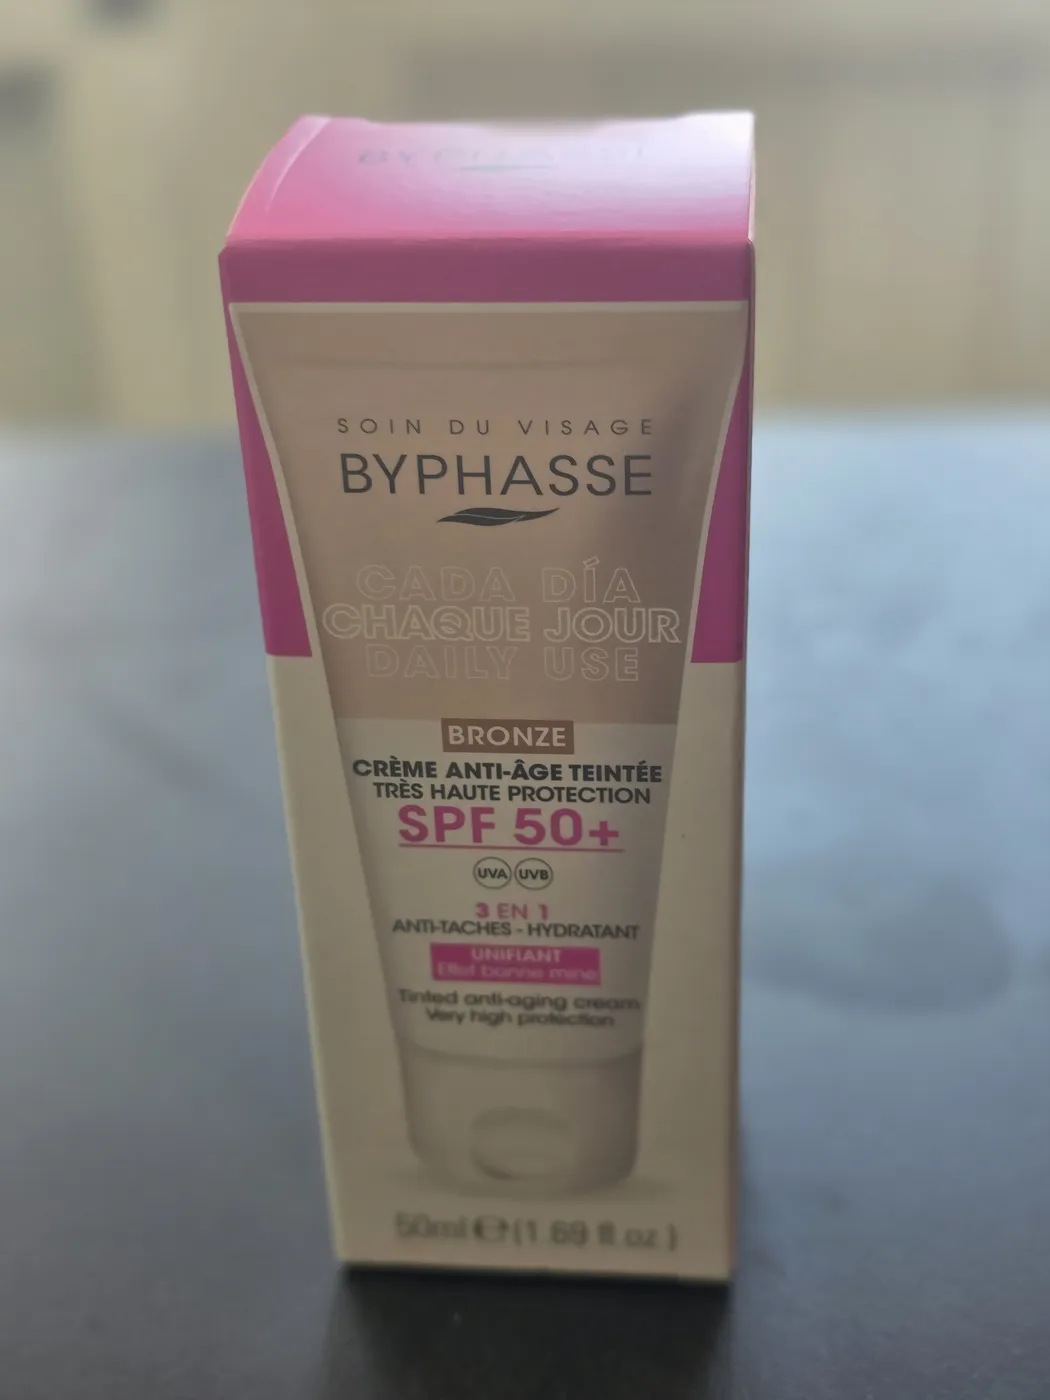 BYPHASSE
SOIN DU VISAGE
BYPHASSE
CADA DÍA
CHAQUE JOUR
DAILY USE
BRONZE
CRÈME ANTI-ÂGE TEINTÉE
TRÈS HAUTE PROTECTION
SPF 50+
UVA UVB
3 EN 1
ANTI-TACHES - HYDRATANT
UNIFIANT
Effet bonne mine
Tinted anti-aging cream
Very high protection
50ml ℮ (1.69 fl.oz )